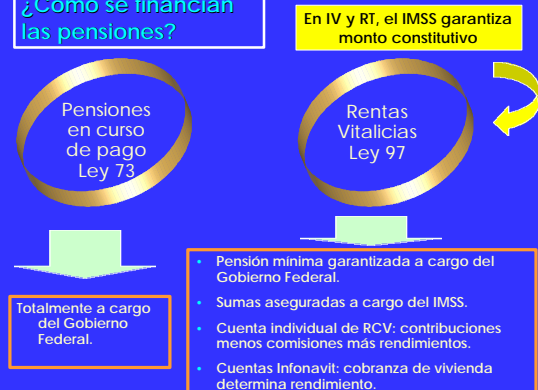 ¿Cómo se financian
las pensiones?
En IV y RT, el IMSS garantiza
monto constitutivo
Pensiones
en curso
de pago
Ley 73
Rentas
Vitalicias
Ley 97
Totalmente a cargo
del Gobierno
Federal.
• Pensión mínima garantizada a cargo del
Gobierno Federal.
• Sumas aseguradas a cargo del IMSS.
• Cuenta individual de RCV: contribuciones
menos comisiones más rendimientos.
• Cuentas Infonavit: cobranza de vivienda
determina rendimiento.